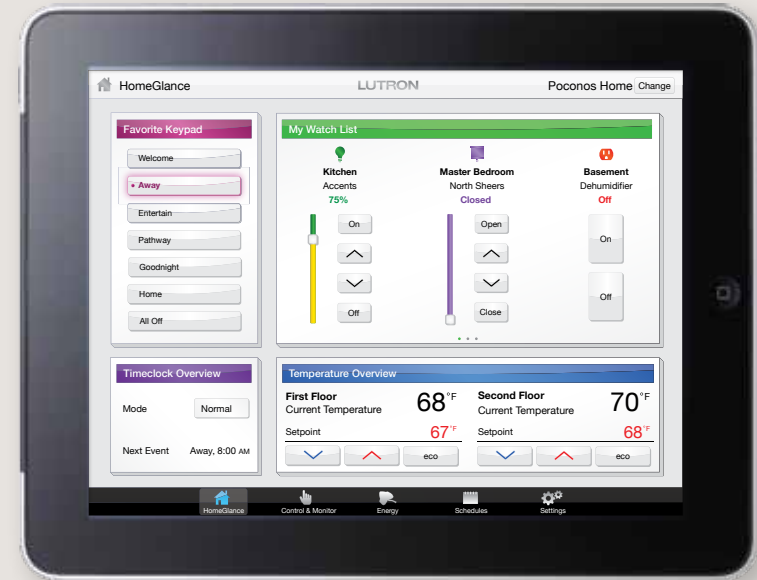 HomeGlance
LUTRON
Poconos Home Change
Favorite Keypad
Welcome
• Away
Entertain
Pathway
Goodnight
Home
All Off
My Watch List
Kitchen
Accents
75%
On
Off
Master Bedroom
North Sheers
Closed
Open
Close
Basement
Dehumidifier
Off
On
Off
Timeclock Overview
Mode Normal
Next Event Away, 8:00 AM
Temperature Overview
First Floor
Current Temperature
68°F
Setpoint 67°F
eco
Second Floor
Current Temperature
70°F
Setpoint 68°F
eco
HomeGlance Control & Monitor Energy Schedules Settings